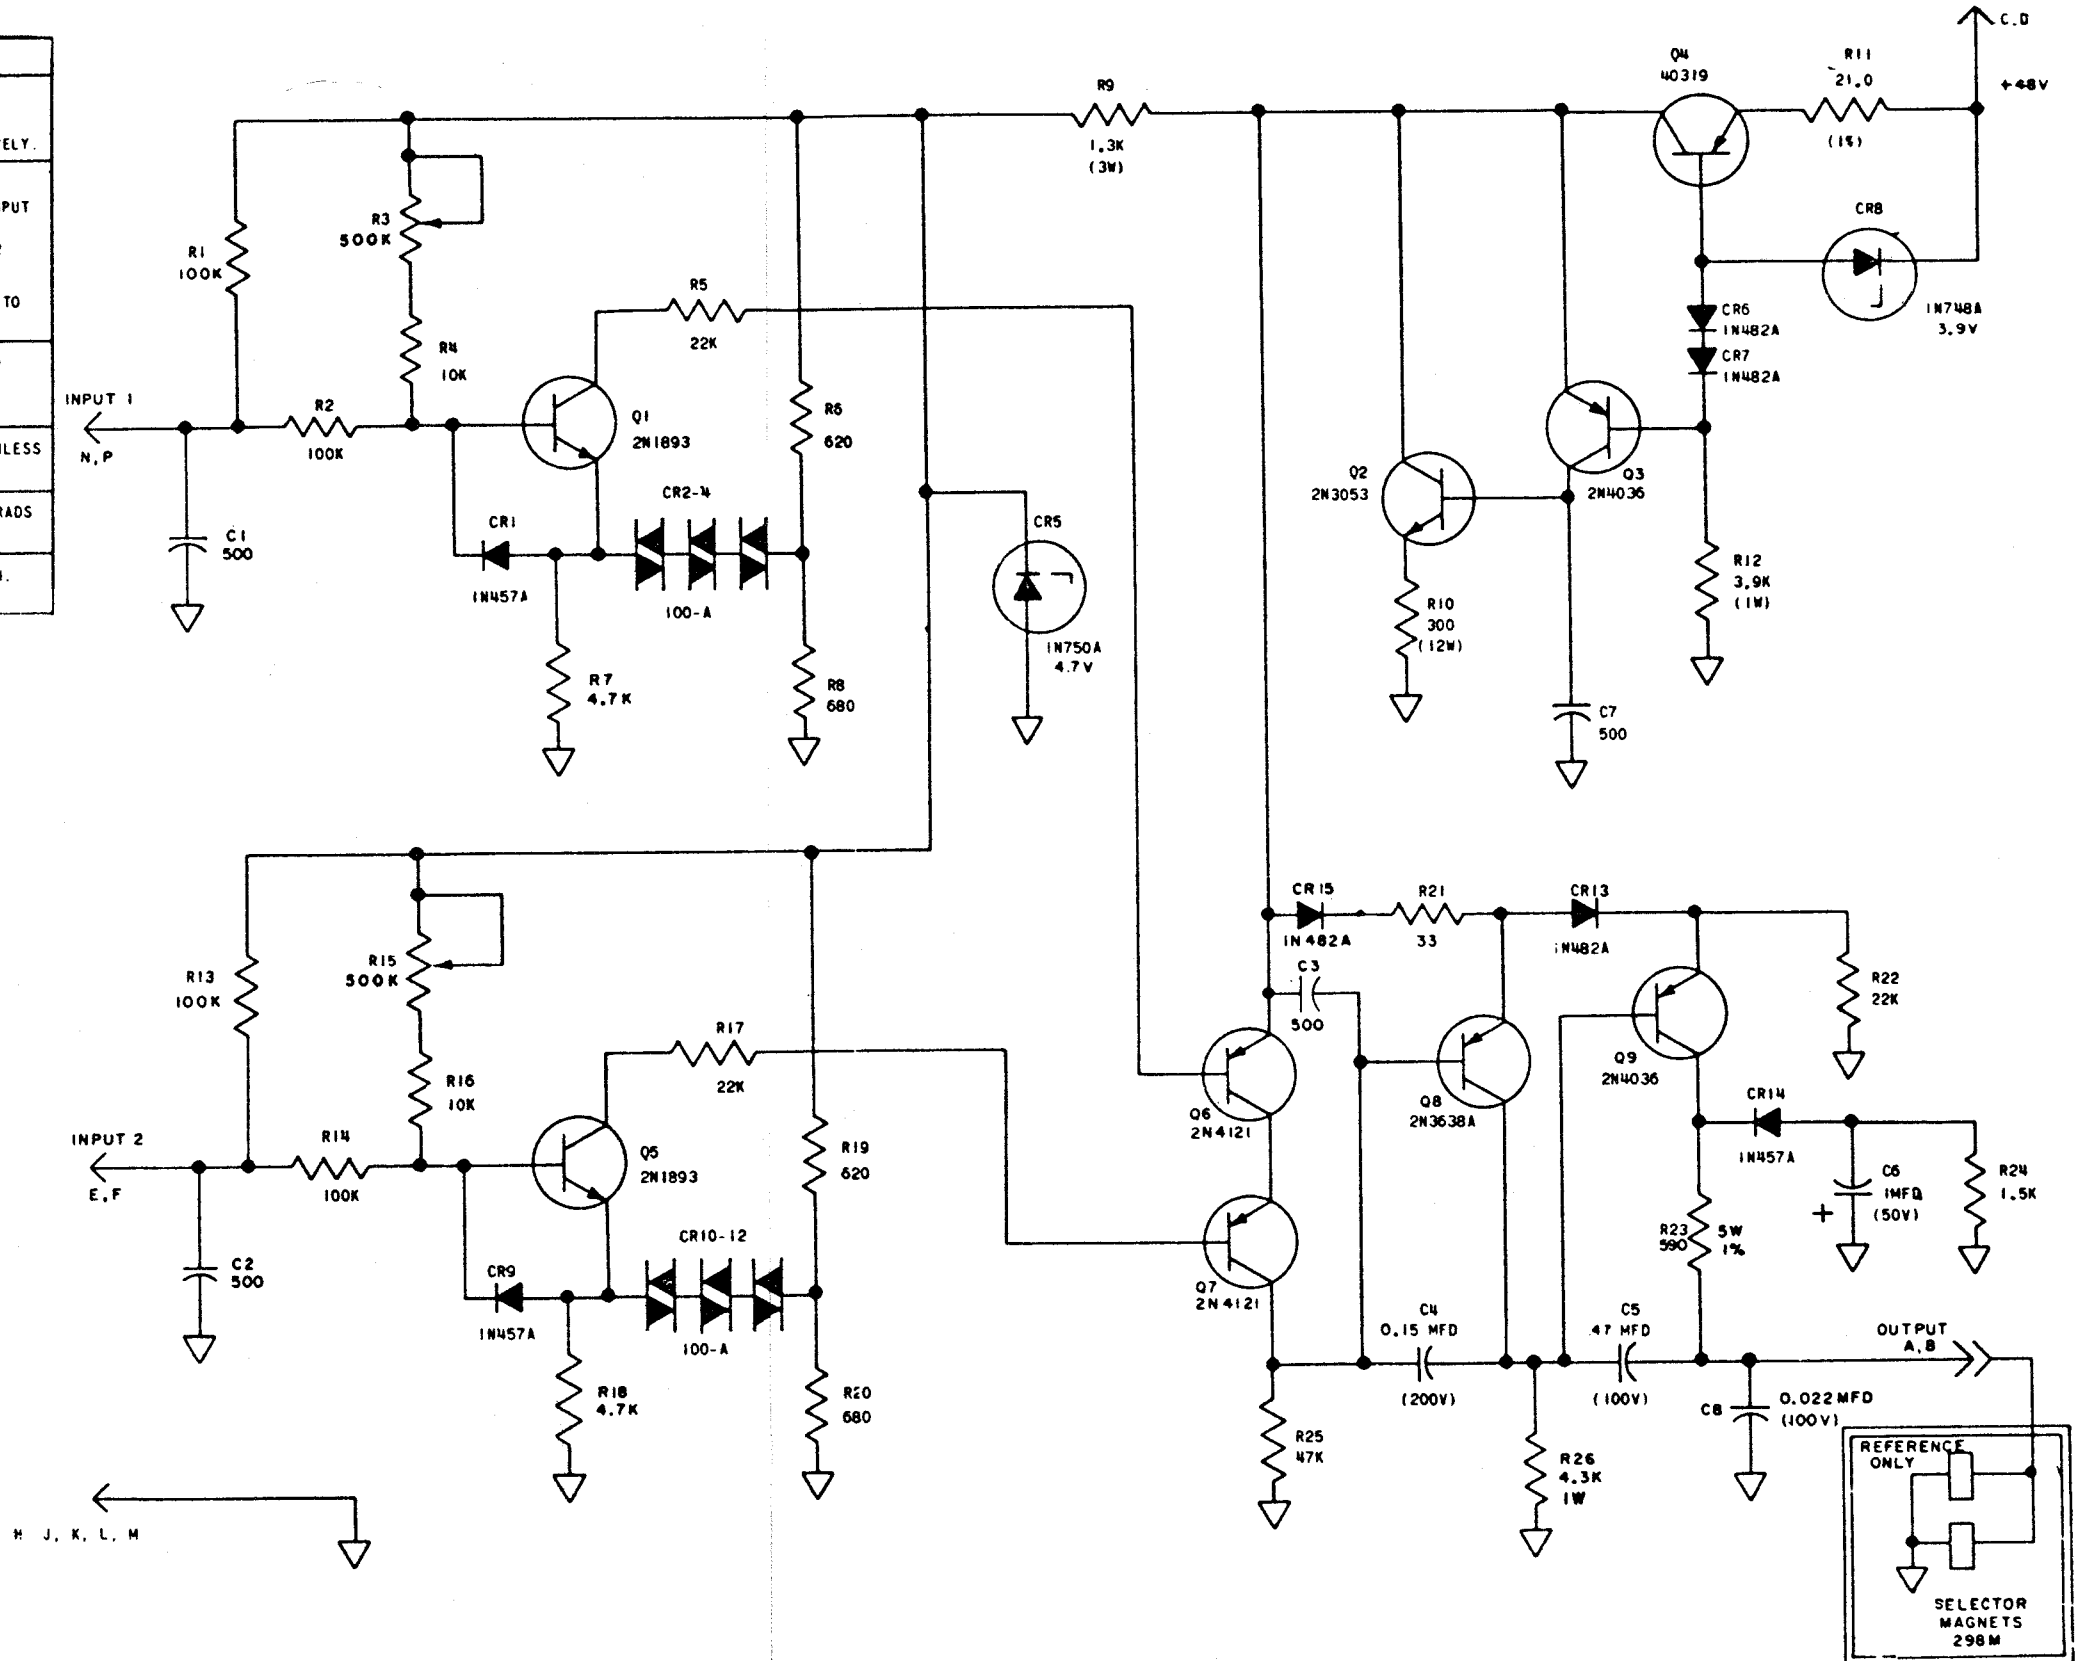 ELY.
PUT
TO
LESS
RADS
C.D
+48V
Q4
40319
R11
21.0
(1%)
R9
1.3K
(3W)
CR8
1N748A
3.9V
CR6
1N482A
CR7
1N482A
R1
100K
R3
500K
R4
10K
R5
22K
INPUT 1
N,P
R2
100K
Q1
2N1893
R6
620
CR2-4
100-A
CR1
1N457A
C1
500
R7
4.7K
R8
680
CR5
1N750A
4.7V
Q2
2N3053
Q3
2N4036
R10
300
(12W)
R12
3.9K
(1W)
C7
500
R13
100K
R15
500K
R16
10K
R17
22K
INPUT 2
E,F
R14
100K
Q5
2N1893
R19
620
CR10-12
100-A
CR9
1N457A
C2
500
R18
4.7K
R20
680
CR15
1N482A
R21
33
CR13
1N482A
C3
500
R22
22K
Q6
2N4121
Q8
2N3638A
Q9
2N4036
CR14
1N457A
C6
1MFD
(50V)
+
R24
1.5K
R23
590
5W
1%
Q7
2N4121
C4
0.15 MFD
(200V)
C5
.47 MFD
(100V)
OUTPUT
A,B
C8
0.022MFD
(100V)
R25
47K
R26
4.3K
1W
REFERENCE
ONLY
SELECTOR
MAGNETS
298M
H J, K, L, M